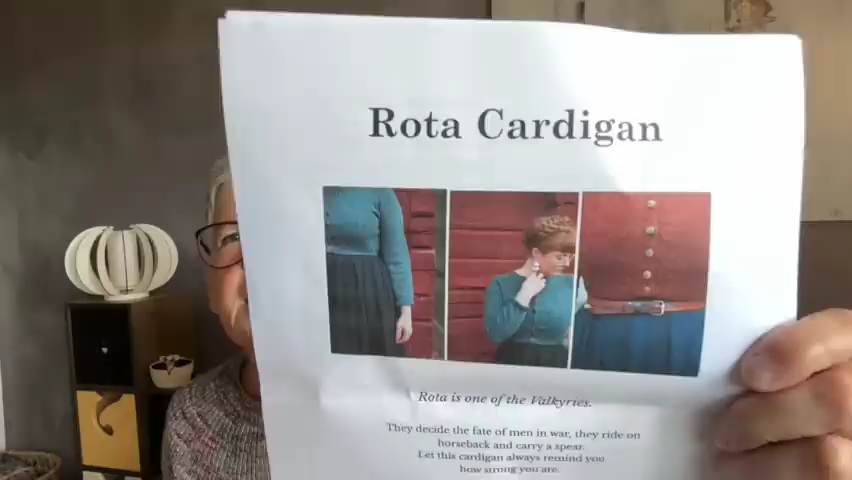 Rota Cardigan
Rota is one of the Valkyries.
They decide the fate of men in war, they ride on
horseback and carry a spear.
Let this cardigan always remind you
how strong you are.